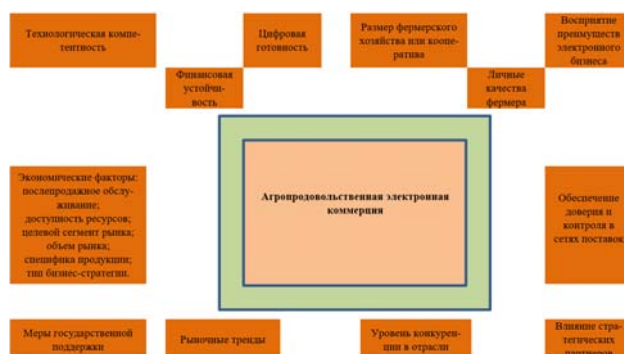 Технологическая компе-
тентность
Цифровая
готовность
Размер фермерского
хозяйства или коопе-
ратива
Восприятие
преимуществ
электронного
бизнеса
Финансовая
устойчи-
вость
Личные
качества
фермера
Агропродовольственная электронная
коммерция
Экономические факторы:
послепродажное обслу-
живание;
доступность ресурсов;
целевой сегмент рынка;
объем рынка;
специфика продукции;
тип бизнес-стратегии.
Обеспечение
доверия и
контроля в
сетях поставок
Меры государственной
поддержки
Рыночные тренды
Уровень конкурен-
ции в отрасли
Влияние стра-
тегических
партнеров